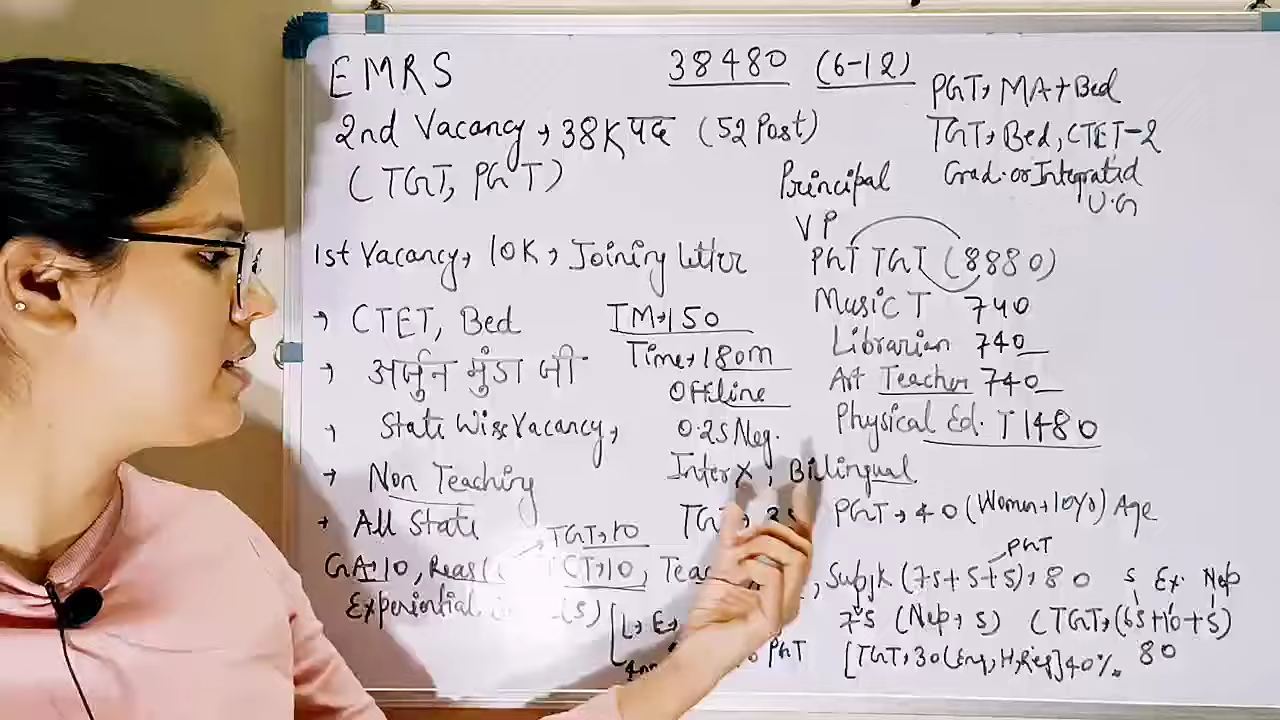 EMRS
38480 (6-12)
2nd Vacancy, 38K पद (52 Post)
(TGT, PGT)
PGT, MA + Bed
TGT, Bed, CTET-2
Grad. or Integrated
U.G
Principal
VP
PGT TGT (8880)
Music T 740
Librarian 740
Art Teacher 740
Physical Ed. T 1480
1st Vacancy, 10K, Joining letter
→ CTET, Bed
→ अर्जुन मुंडा जी
→ State Wise Vacancy,
→ Non Teaching
→ All State
TM, 150
Time, 180m
Offline
0.25 Neg.
Inter X, Billingual
TGT, 35 PGT, 40 (Women + 10%) Age
TGT, 10
GA, 10, Reas CT, 10, Teac
Experiential (5)
[L, E,
PGT
PGT
, Subjk (75+5+5), 80 5 Ex. Nep
75 (Nep, 5) (TGT, (65+10+5)
[TGT, 30 (Eng, H, Reg] 40%. 80